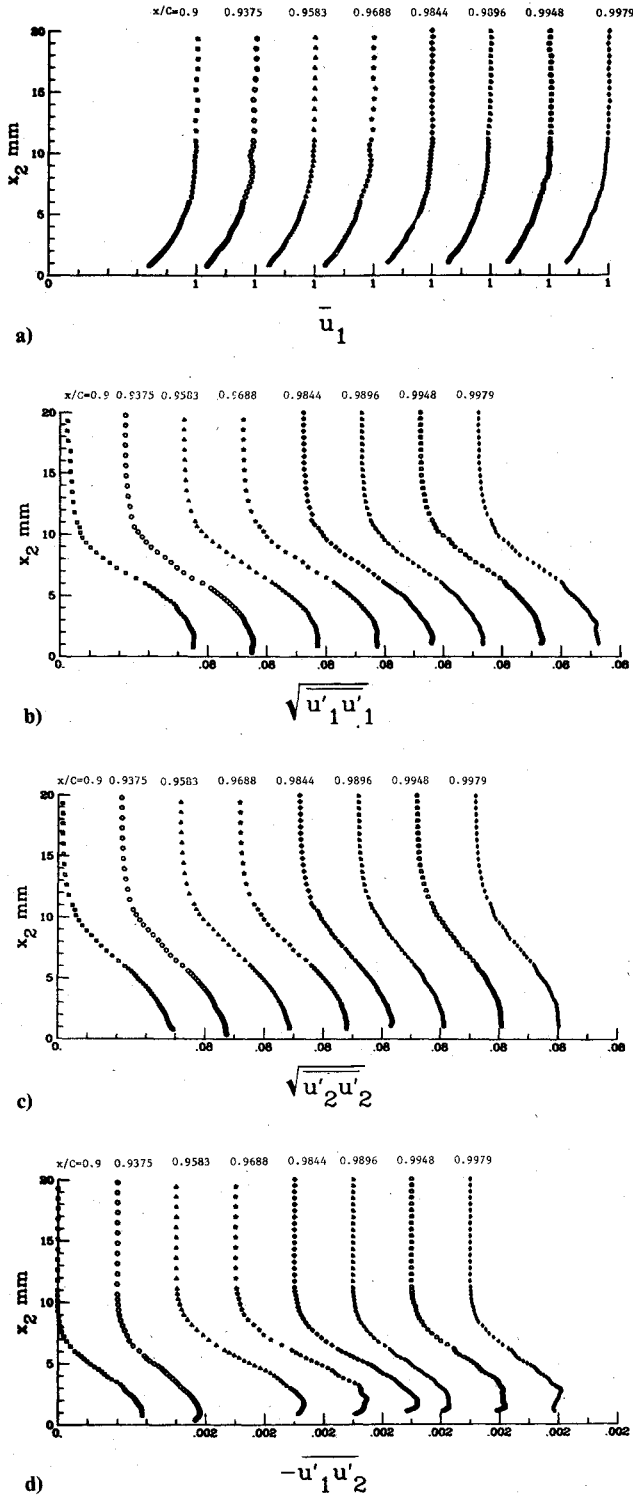 x/C=0.9 0.9375 0.9583 0.9688 0.9844 0.9896 0.9948 0.9979
20
15
10
5
0
x₂ mm
0 1 1 1 1 1 1 1 1
u̅₁
a)
x/C=0.9 0.9375 0.9583 0.9688 0.9844 0.9896 0.9948 0.9979
20
15
10
5
0
x₂ mm
0. .08 .08 .08 .08 .08 .08 .08 .08
√u'₁u'₁
b)
x/C=0.9 0.9375 0.9583 0.9688 0.9844 0.9896 0.9948 0.9979
20
15
10
5
0
x₂ mm
0. .08 .08 .08 .08 .08 .08 .08
√u'₂u'₂
c)
x/C=0.9 0.9375 0.9583 0.9688 0.9844 0.9896 0.9948 0.9979
20
15
10
5
0
x₂ mm
0. .002 .002 .002 .002 .002 .002 .002 .002
-u'₁u'₂
d)